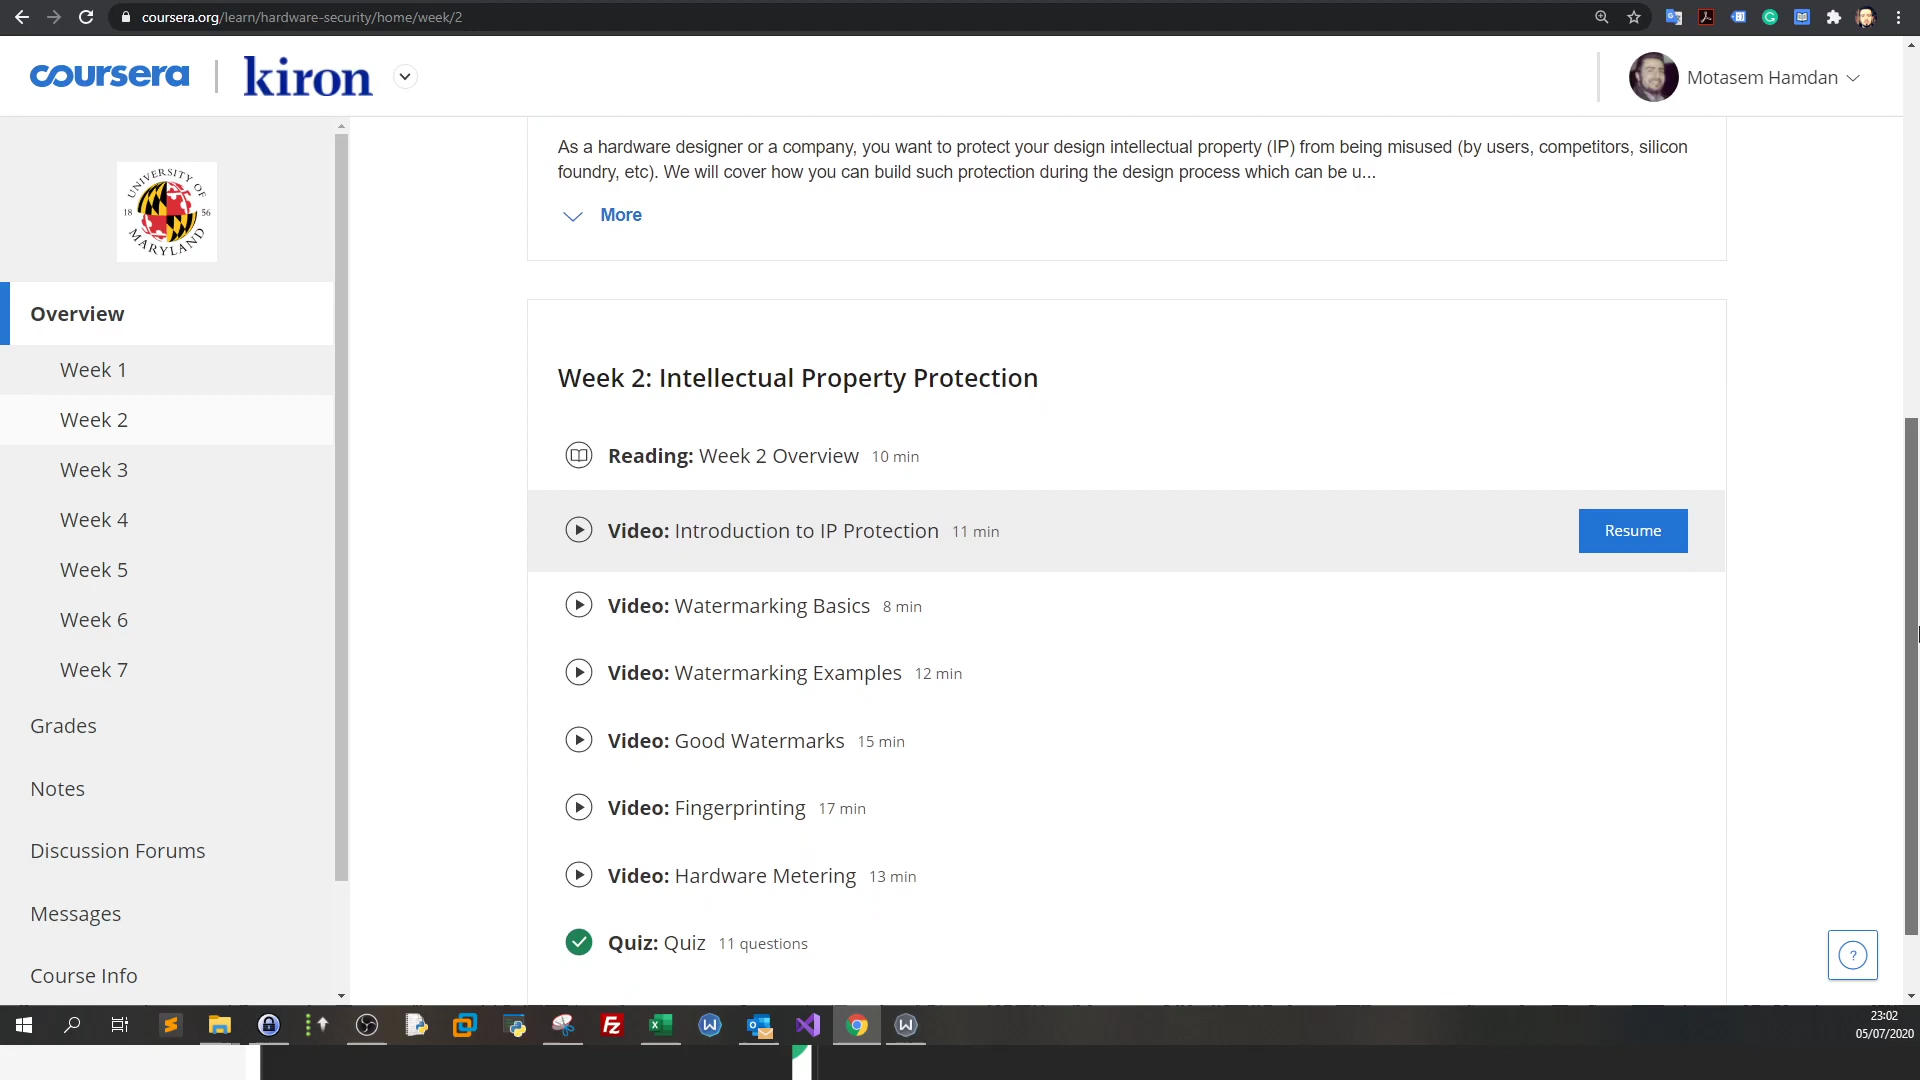 coursera.org/learn/hardware-security/home/week/2
coursera
kiron
Motasem Hamdan
UNIVERSITY OF
18 56
MARYLAND
Overview
Week 1
Week 2
Week 3
Week 4
Week 5
Week 6
Week 7
Grades
Notes
Discussion Forums
Messages
Course Info
As a hardware designer or a company, you want to protect your design intellectual property (IP) from being misused (by users, competitors, silicon
foundry, etc). We will cover how you can build such protection during the design process which can be u...
More
Week 2: Intellectual Property Protection
Reading: Week 2 Overview 10 min
Video: Introduction to IP Protection 11 min
Resume
Video: Watermarking Basics 8 min
Video: Watermarking Examples 12 min
Video: Good Watermarks 15 min
Video: Fingerprinting 17 min
Video: Hardware Metering 13 min
Quiz: Quiz 11 questions
?
23:02
05/07/2020